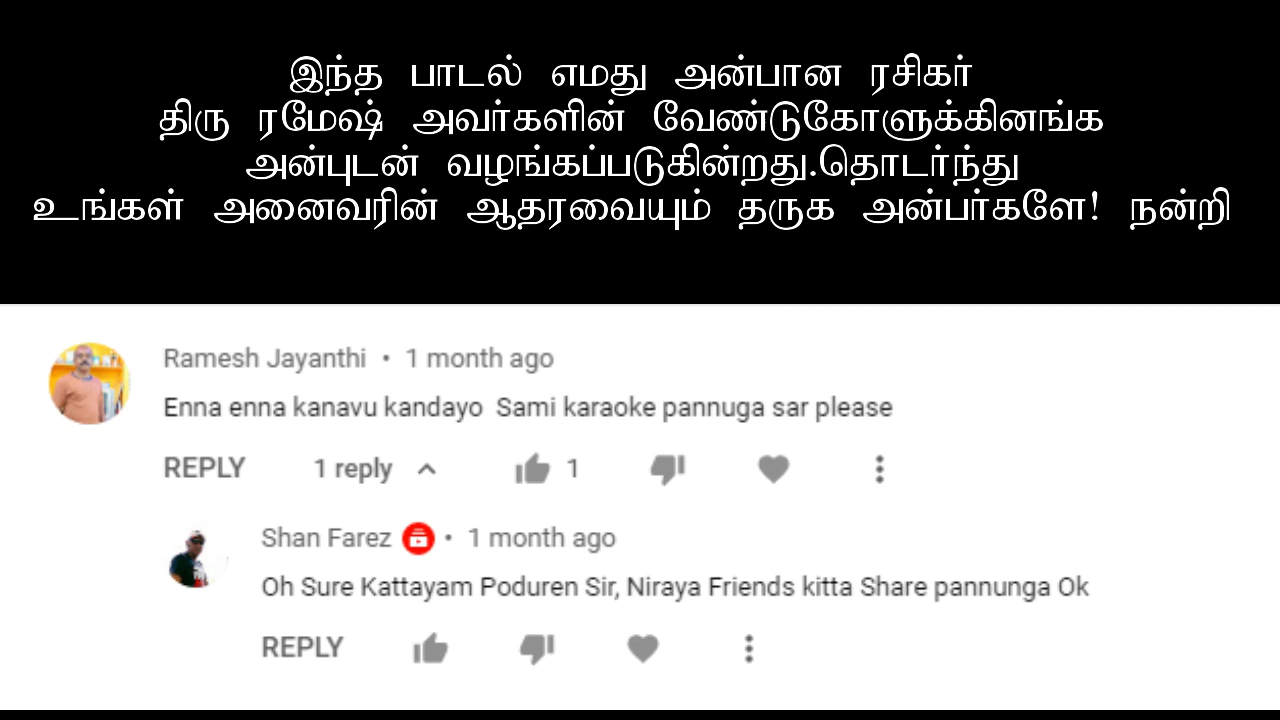 இந்த பாடல் எமது அன்பான ரசிகர்
திரு ரமேஷ் அவர்களின் வேண்டுகோளுக்கினங்க
அன்புடன் வழங்கப்படுகின்றது.தொடர்ந்து
உங்கள் அனைவரின் ஆதரவையும் தருக அன்பர்களே! நன்றி
Ramesh Jayanthi • 1 month ago
Enna enna kanavu kandayo Sami karaoke pannuga sar please
REPLY 1 reply 1
Shan Farez • 1 month ago
Oh Sure Kattayam Poduren Sir, Niraya Friends kitta Share pannunga Ok
REPLY